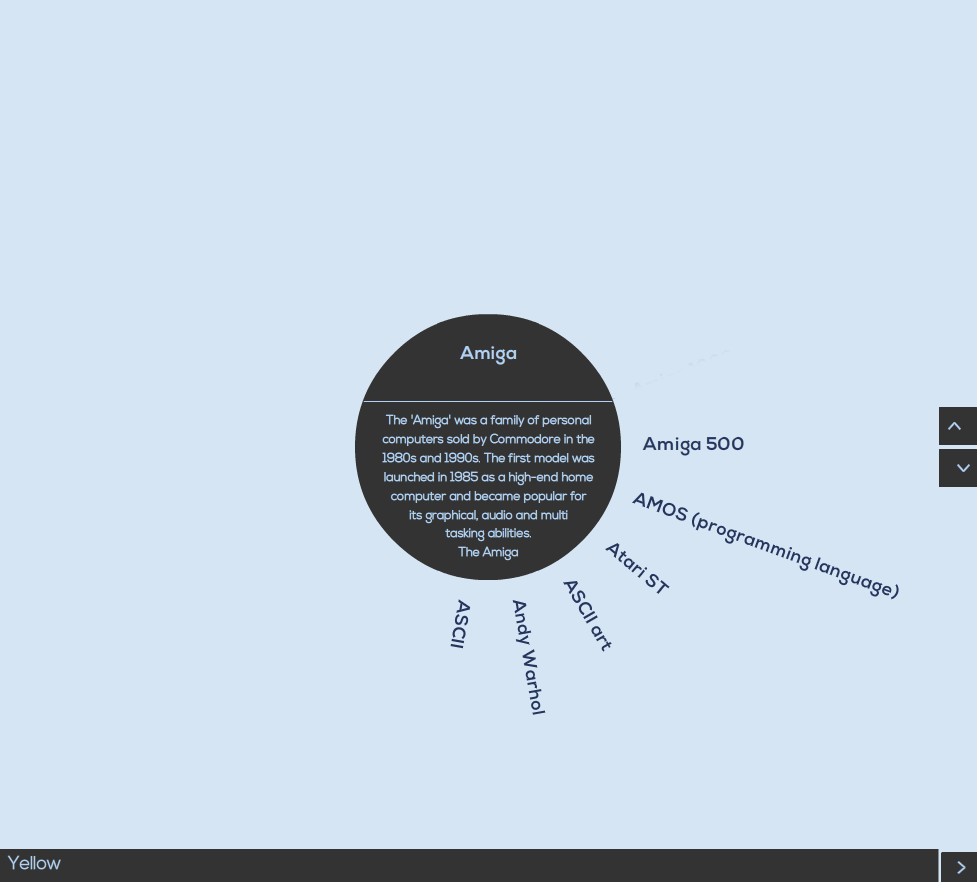 Amiga
The 'Amiga' was a family of personal
computers sold by Commodore in the
1980s and 1990s. The first model was
launched in 1985 as a high-end home
computer and became popular for
its graphical, audio and multi
tasking abilities.
The Amiga
Amiga 500
AMOS (programming language)
Atari ST
ASCII art
Andy Warhol
ASCII
Yellow